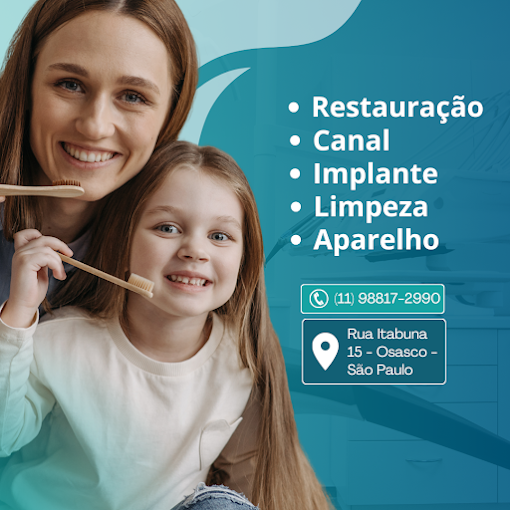 • Restauração
• Canal
• Implante
• Limpeza
• Aparelho
(11) 98817-2990
Rua Itabuna
15 - Osasco -
São Paulo